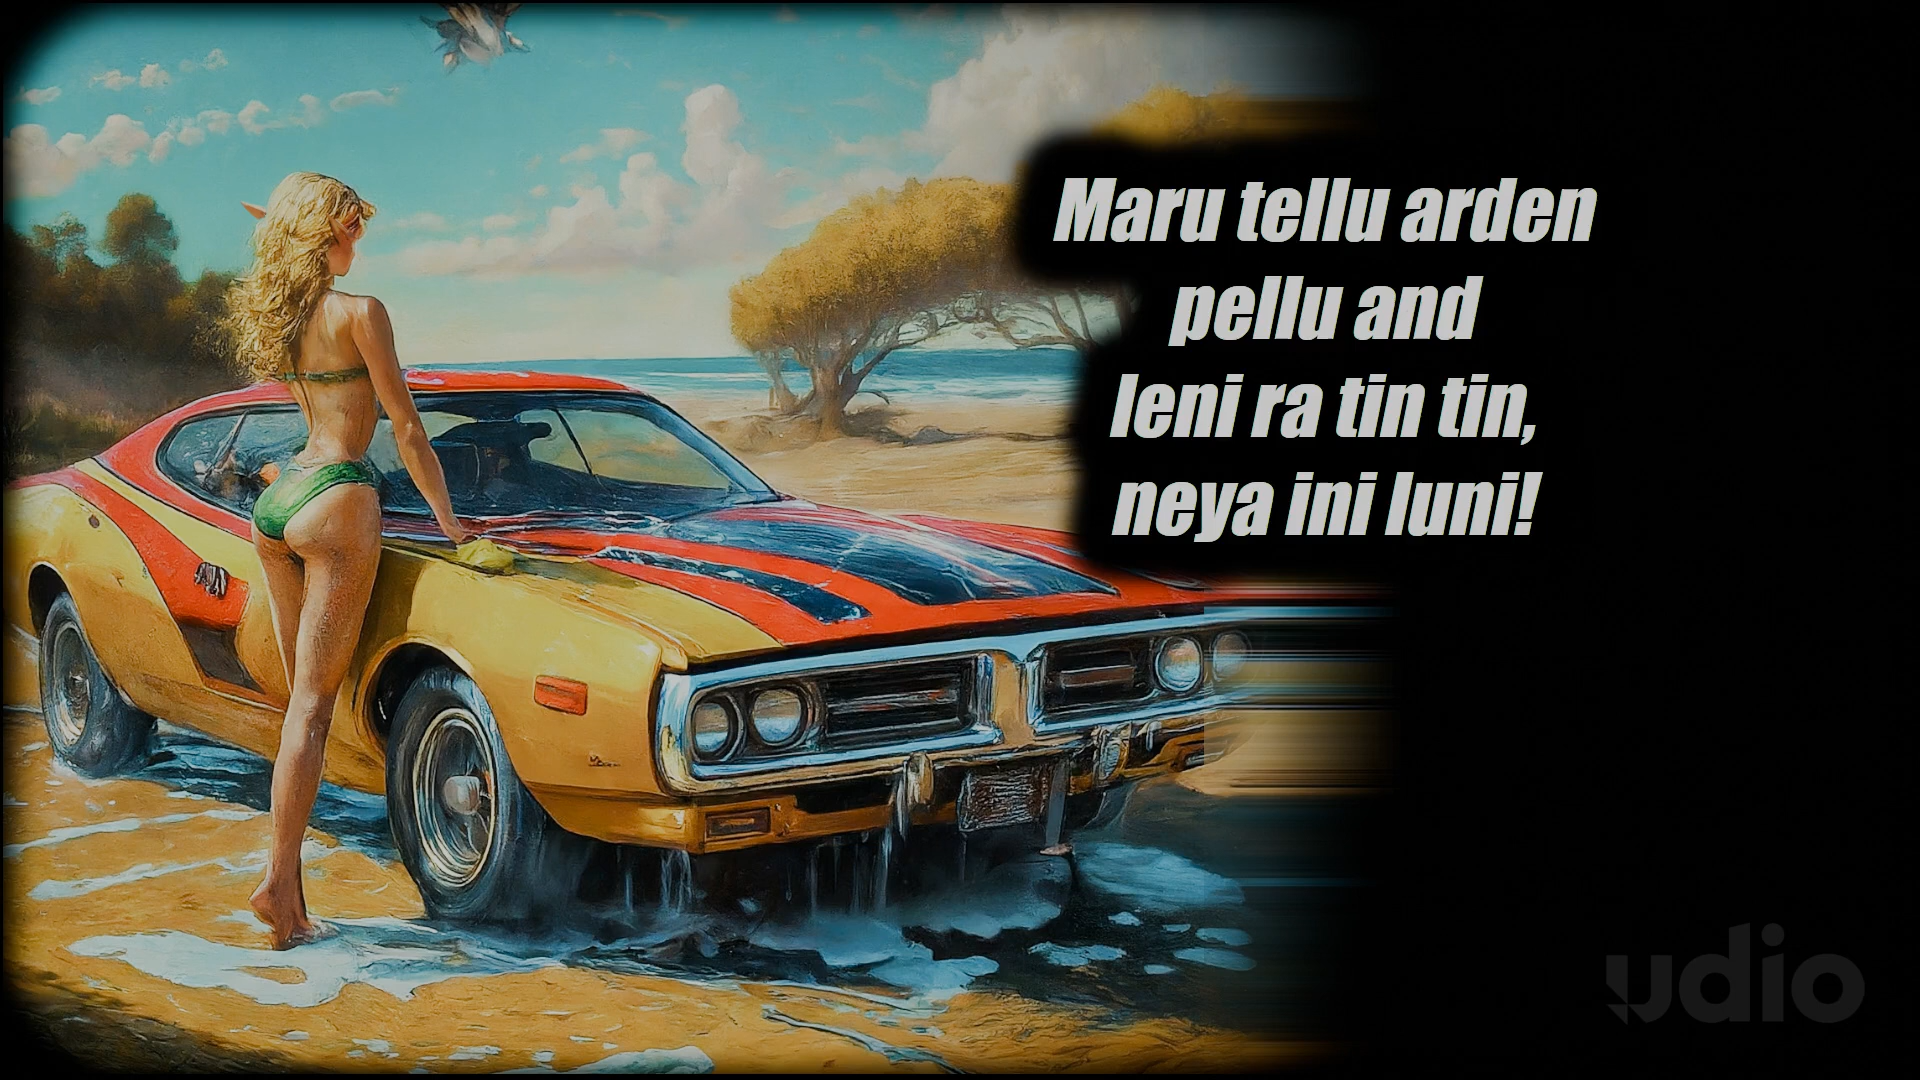 Maru tellu arden
pellu and
leni ra tin tin,
neya ini luni!
udio